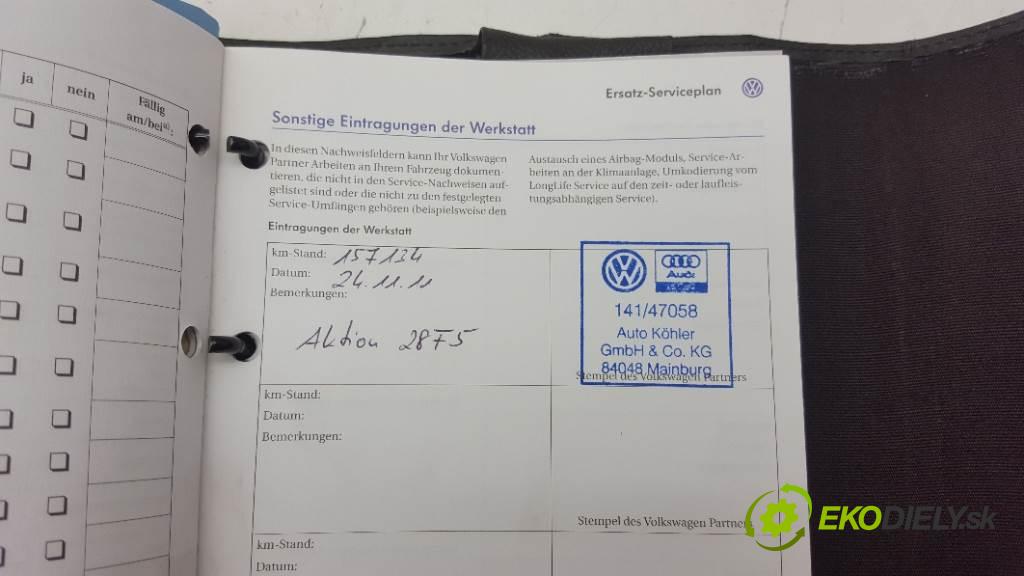 ja
nein
Fällig
am/bei⁸⁾:
Ersatz-Serviceplan
Sonstige Eintragungen der Werkstatt
In diesen Nachweisfeldern kann Ihr Volkswagen
Partner Arbeiten an Ihrem Fahrzeug dokumen-
tieren, die nicht in den Service-Nachweisen auf-
gelistet sind oder die nicht zu den festgelegten
Service-Umfängen gehören (beispielsweise den
Austausch eines Airbag-Moduls, Service-Ar-
beiten an der Klimaanlage, Umkodierung vom
LongLife Service auf den zeit- oder laufleis-
tungsabhängigen Service).
Eintragungen der Werkstatt
km-Stand: 157134
Datum: 24.11.11
Bemerkungen:
Aktion 28F5
Audi
141/47058
Auto Köhler
GmbH & Co. KG
84048 Mainburg
Stempel des Volkswagen Partners
km-Stand:
Datum:
Bemerkungen:
Stempel des Volkswagen Partners
km-Stand:
Datum:
EKODIELY.sk